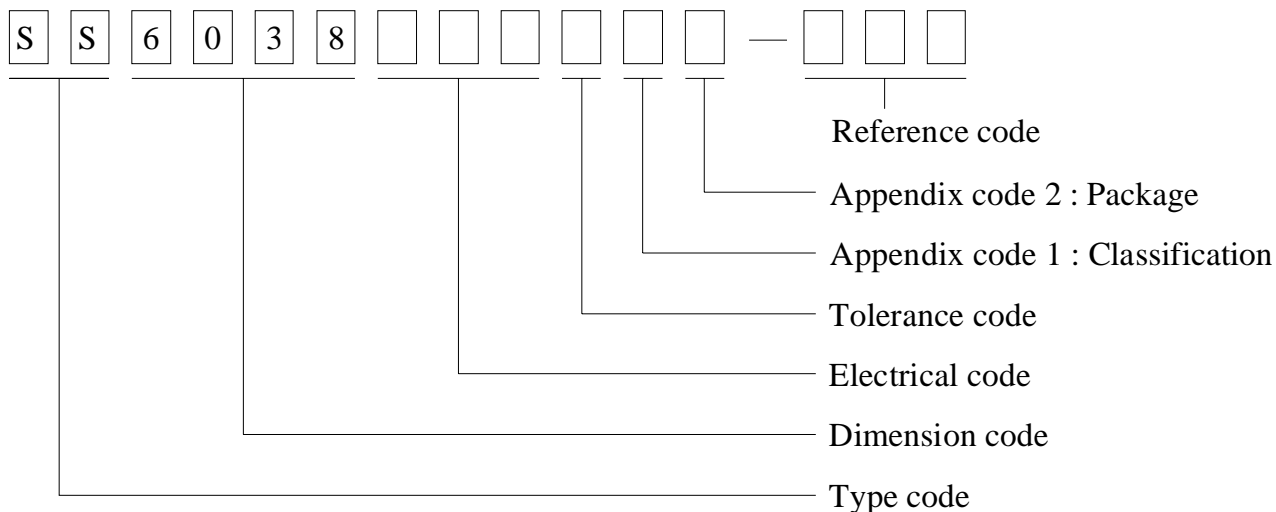 S S 6 0 3 8 —
Reference code
Appendix code 2 : Package
Appendix code 1 : Classification
Tolerance code
Electrical code
Dimension code
Type code